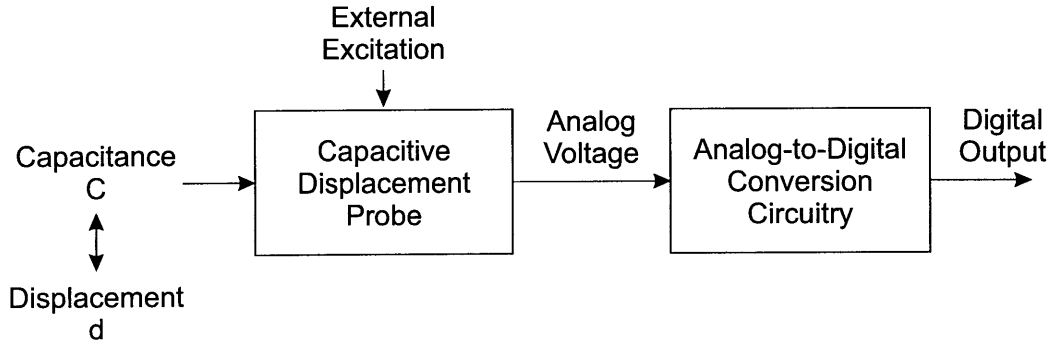 External
Excitation
Capacitance
C
Displacement
d
Capacitive
Displacement
Probe
Analog
Voltage
Analog-to-Digital
Conversion
Circuitry
Digital
Output